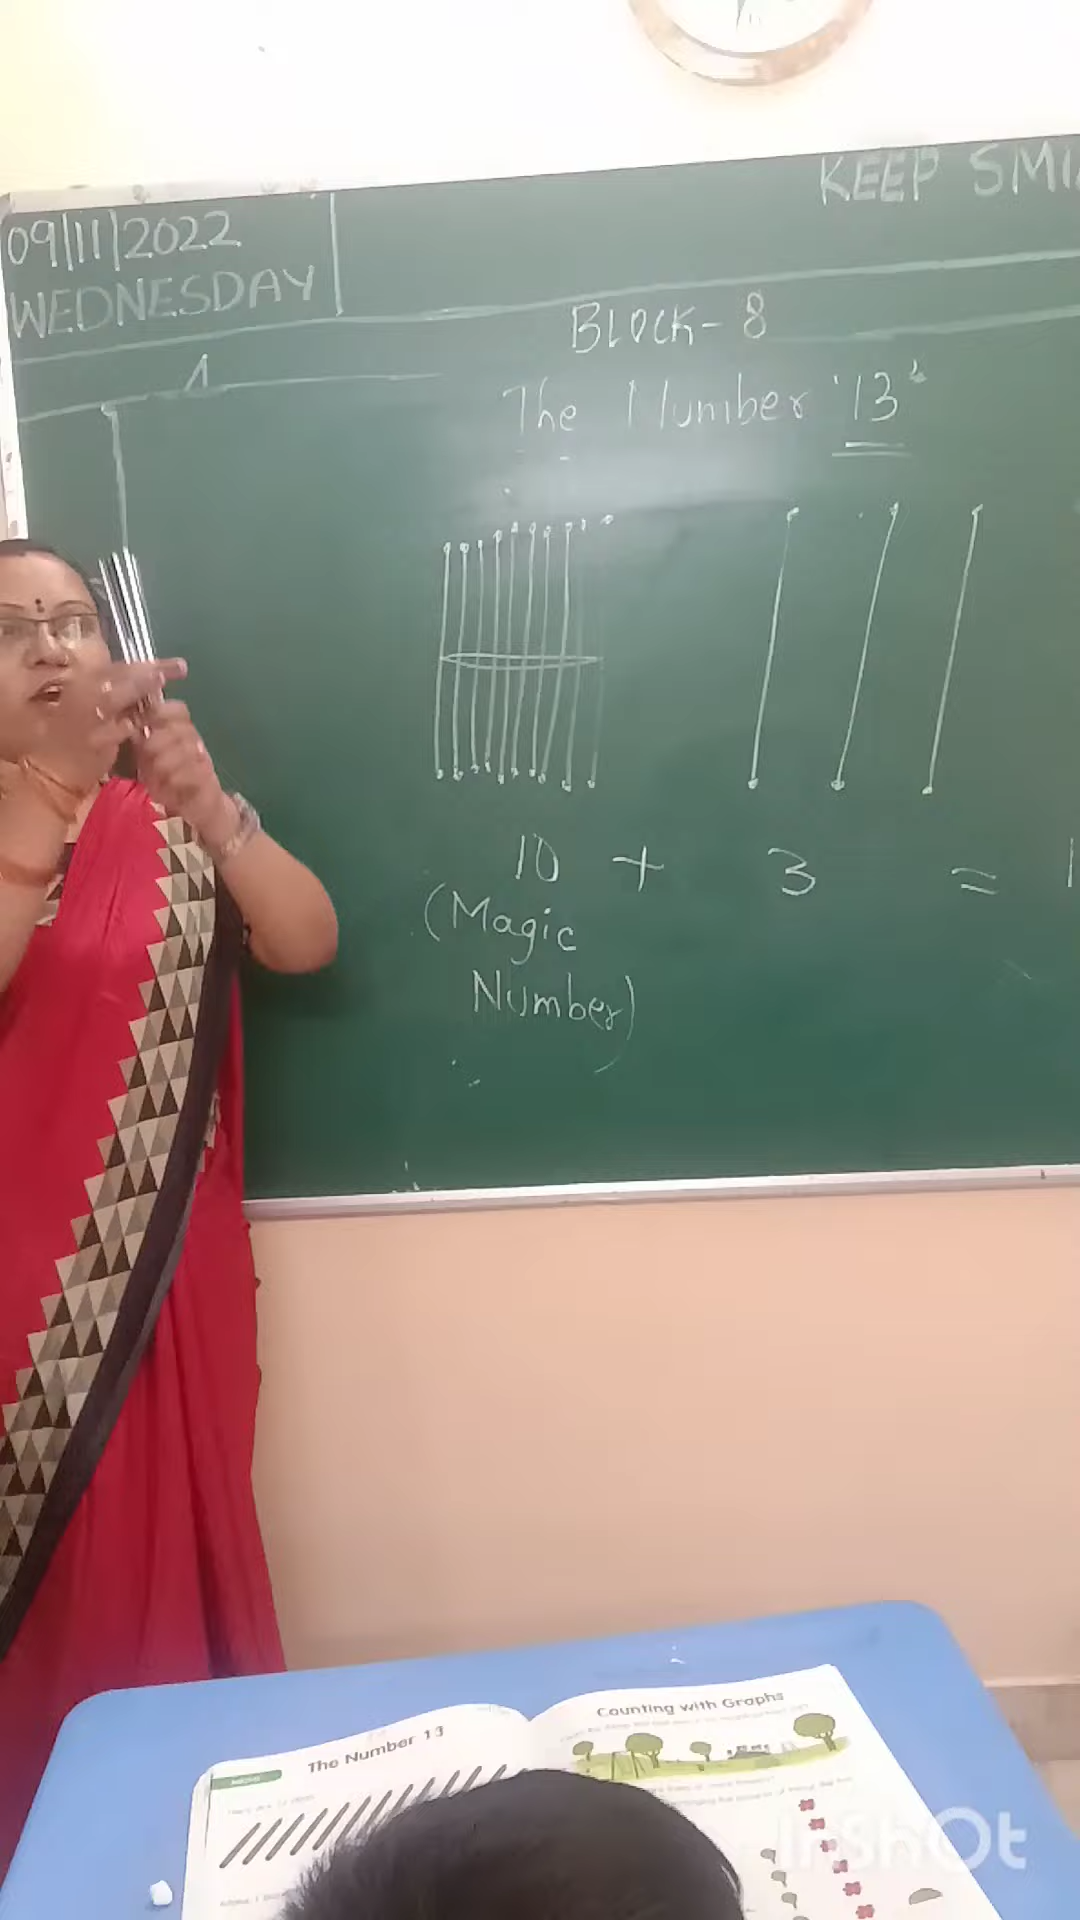 KEEP SMI
09/11/2022
WEDNESDAY
BLOCK-8
The Number '13'
10 + 3 = 1
(Magic
Number)
The Number 13
Counting with Graphs
InShOt